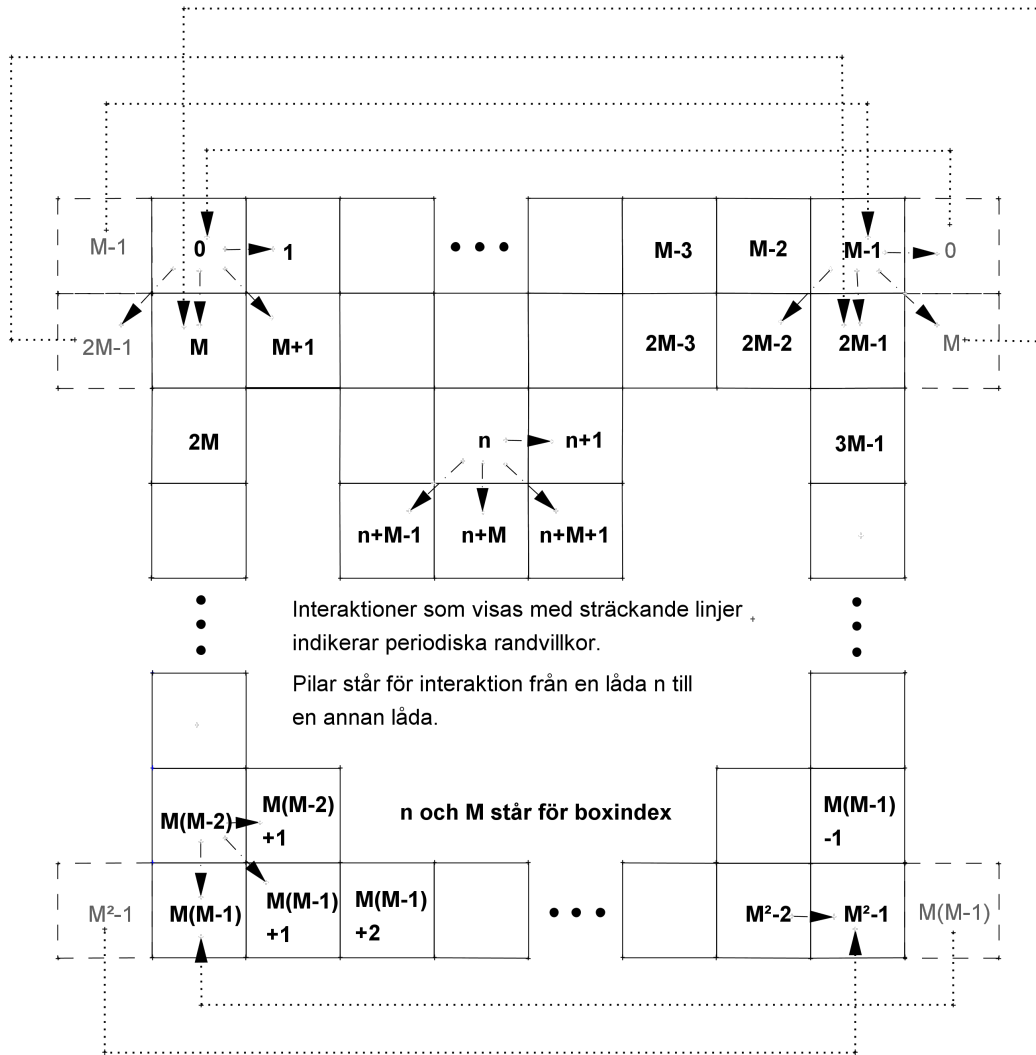 M-1 0 1 M-3 M-2 M-1 0
2M-1 M M+1 2M-3 2M-2 2M-1 M
2M n n+1 3M-1
n+M-1 n+M n+M+1
Interaktioner som visas med sträckande linjer
indikerar periodiska randvillkor.
Pilar står för interaktion från en låda n till
en annan låda.
M(M-2) M(M-2)
+1
n och M står för boxindex
M(M-1)
-1
M²-1 M(M-1) M(M-1)
+1
M(M-1)
+2
M²-2 M²-1 M(M-1)